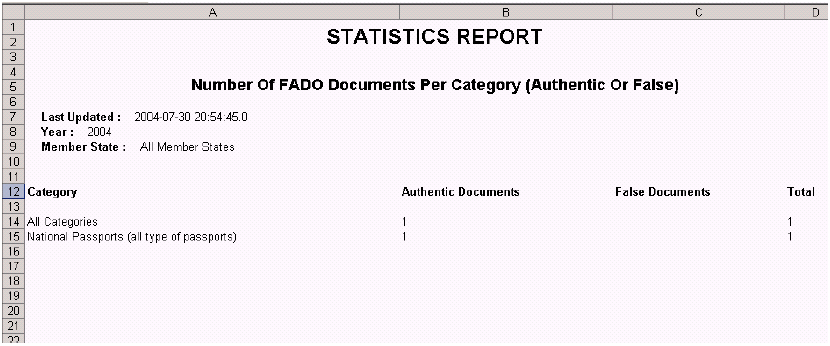 A B C D
1
2 STATISTICS REPORT
3
4
5 Number Of FADO Documents Per Category (Authentic Or False)
6
7 Last Updated : 2004-07-30 20:54:45.0
8 Year : 2004
9 Member State : All Member States
10
11
12 Category Authentic Documents False Documents Total
13
14 All Categories 1 1
15 National Passports (all type of passports) 1 1
16
17
18
19
20
21
22